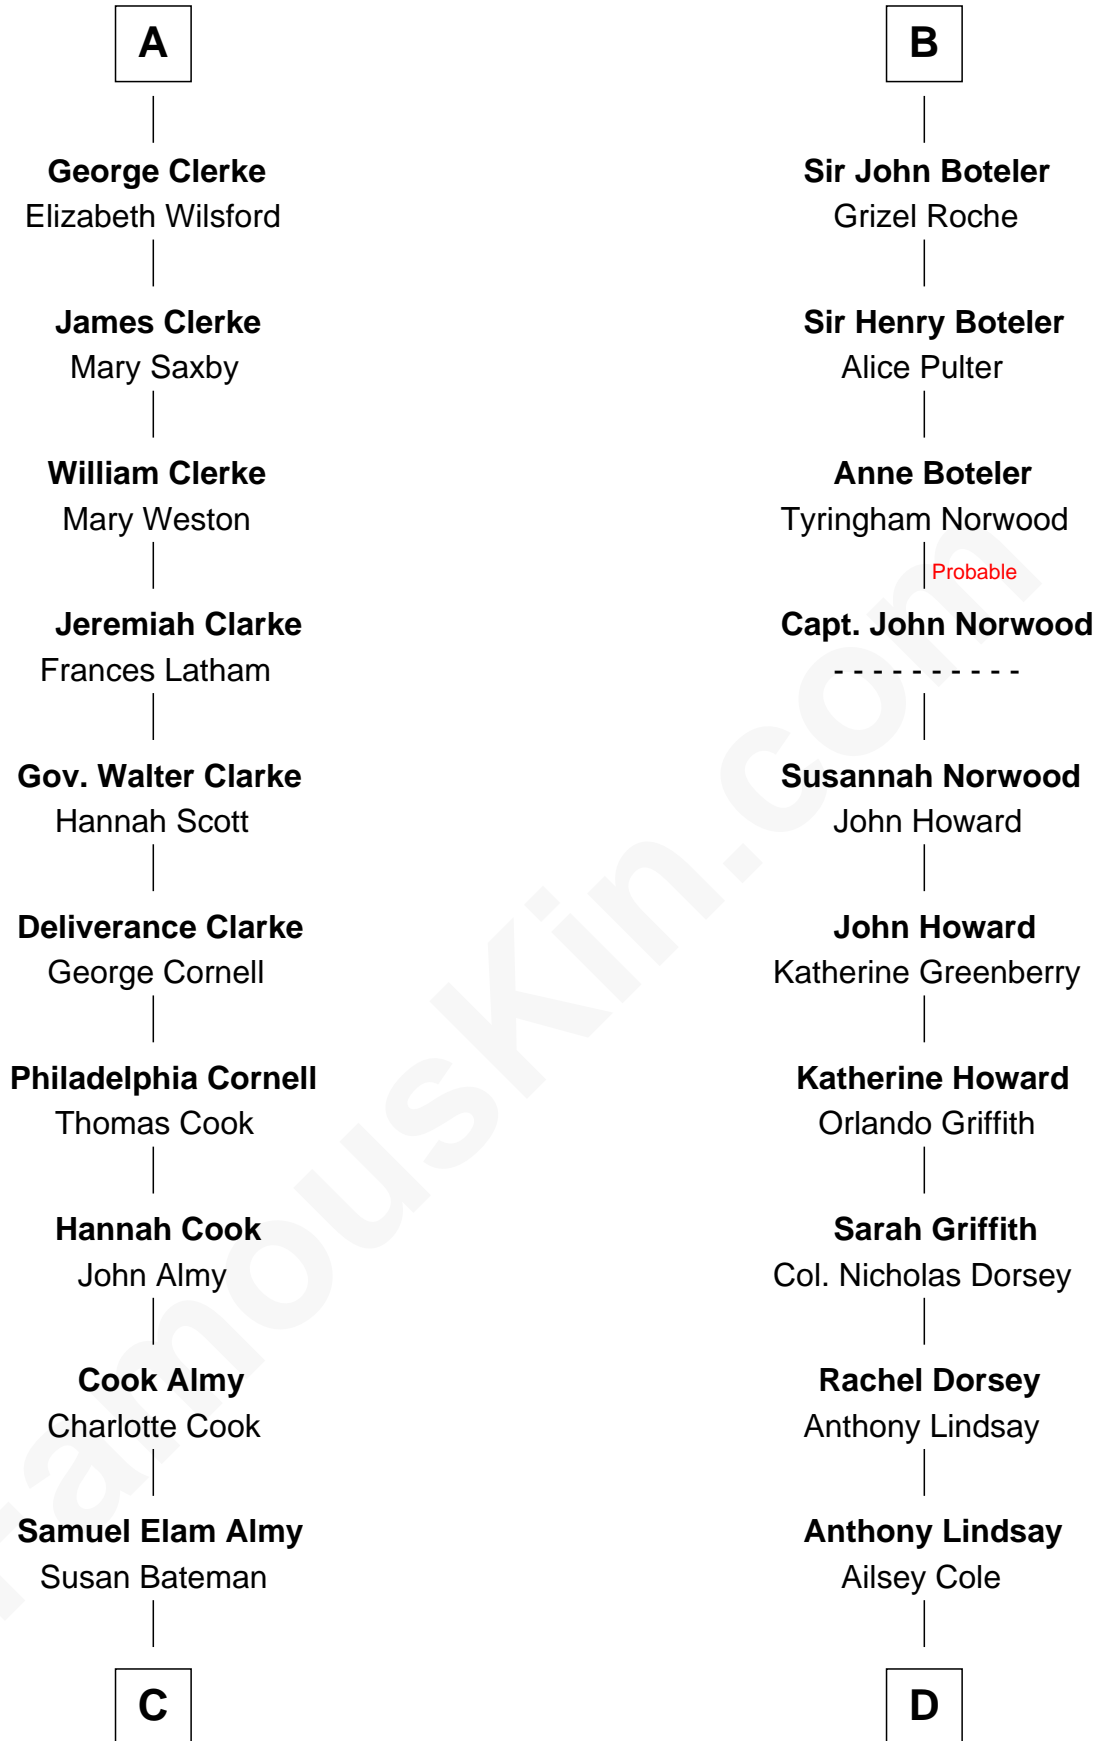 A
George Clerke
Elizabeth Wilsford
James Clerke
Mary Saxby
William Clerke
Mary Weston
Jeremiah Clarke
Frances Latham
Gov. Walter Clarke
Hannah Scott
Deliverance Clarke
George Cornell
Philadelphia Cornell
Thomas Cook
Hannah Cook
John Almy
Cook Almy
Charlotte Cook
Samuel Elam Almy
Susan Bateman
C
B
Sir John Boteler
Grizel Roche
Sir Henry Boteler
Alice Pulter
Anne Boteler
Tyringham Norwood
Probable
Capt. John Norwood
- - - - - - - - - -
Susannah Norwood
John Howard
John Howard
Katherine Greenberry
Katherine Howard
Orlando Griffith
Sarah Griffith
Col. Nicholas Dorsey
Rachel Dorsey
Anthony Lindsay
Anthony Lindsay
Ailsey Cole
D
FamousKin.com